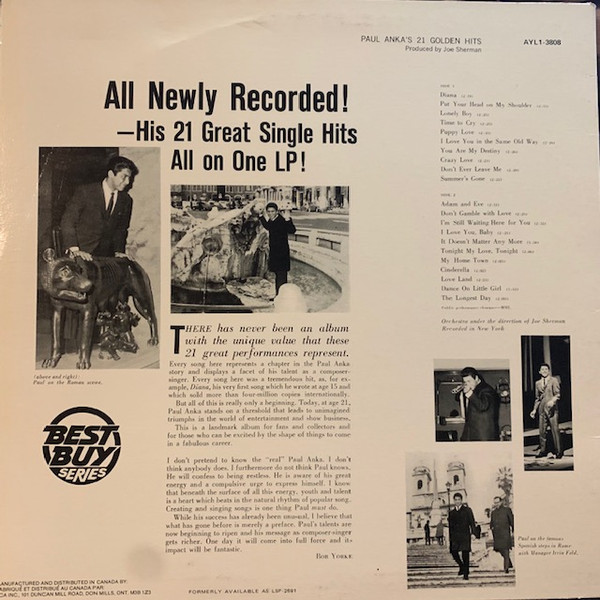 PAUL ANKA'S 21 GOLDEN HITS
Produced by Joe Sherman
AYL1-3808
All Newly Recorded!
—His 21 Great Single Hits
All on One LP!
SIDE 1
Diana
Put Your Head on My Shoulder
Lonely Boy
Time to Cry
Puppy Love
I Love You in the Same Old Way
You Are My Destiny
Crazy Love
Don't Ever Leave Me
Summer's Gone
SIDE 2
Adam and Eve
Don't Gamble with Love
I'm Still Waiting Here for You
I Love You, Baby
It Doesn't Matter Any More
Tonight My Love, Tonight
My Home Town
Cinderella
Love Land
Dance On Little Girl
The Longest Day
Orchestra under the direction of Joe Sherman
Recorded in New York
(above and right):
Paul on the Roman scene.
THERE has never been an album
with the unique value that these
21 great performances represent.
Every song here represents a chapter in the Paul Anka
story and displays a facet of his talent as a composer-
singer. Every song here was a tremendous hit, as, for ex-
ample, Diana, his very first song which he wrote at age 15 and
which sold more than four-million copies internationally.
But all of this is really only a beginning. Today, at age 21,
Paul Anka stands on a threshold that leads to unimagined
triumphs in the world of entertainment and show business.
This is a landmark album for fans and collectors and
for those who can be excited by the shape of things to come
in a fabulous career.
I don't pretend to know the "real" Paul Anka. I don't
think anybody does. I furthermore do not think Paul knows.
He will confess to being restless. He is aware of his great
energy and a compulsive urge to express himself. I know
that beneath the surface of all this energy, youth and talent
is a heart which beats in the natural rhythm of popular song.
Creating and singing songs is one thing Paul must do.
While his success has already been unusual, I believe that
what has gone before is merely a preface. Paul's talents are
now beginning to ripen and his message as composer-singer
gets richer. One day it will come into full force and its
impact will be fantastic.
BOB YORKE
BEST
BUY
SERIES
Paul on the famous
Spanish steps in Rome
with Manager Irvin Feld.
MANUFACTURED AND DISTRIBUTED IN CANADA BY:
FABRIQUÉ ET DISTRIBUÉ AU CANADA PAR:
RCA INC., 101 DUNCAN MILL ROAD, DON MILLS, ONT. M3B 1Z3
FORMERLY AVAILABLE AS LSP-2691